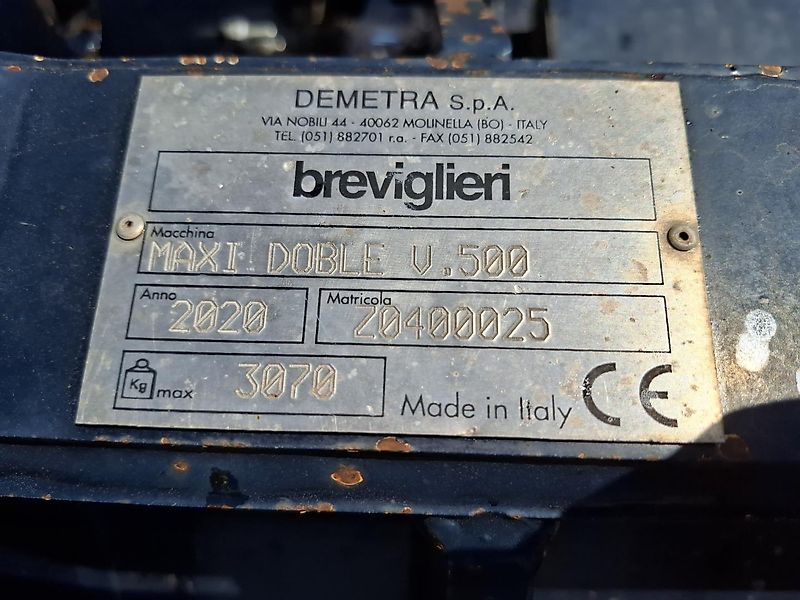 DEMETRA S.p.A.
VIA NOBILI 44 - 40062 MOLINELLA (BO) - ITALY
TEL. (051) 882701 r.a. - FAX (051) 882542
breviglieri
Macchina
MAXI DOBLE V.500
Anno
2020
Matricola
Z0400025
Kg max
3070
Made in Italy CE